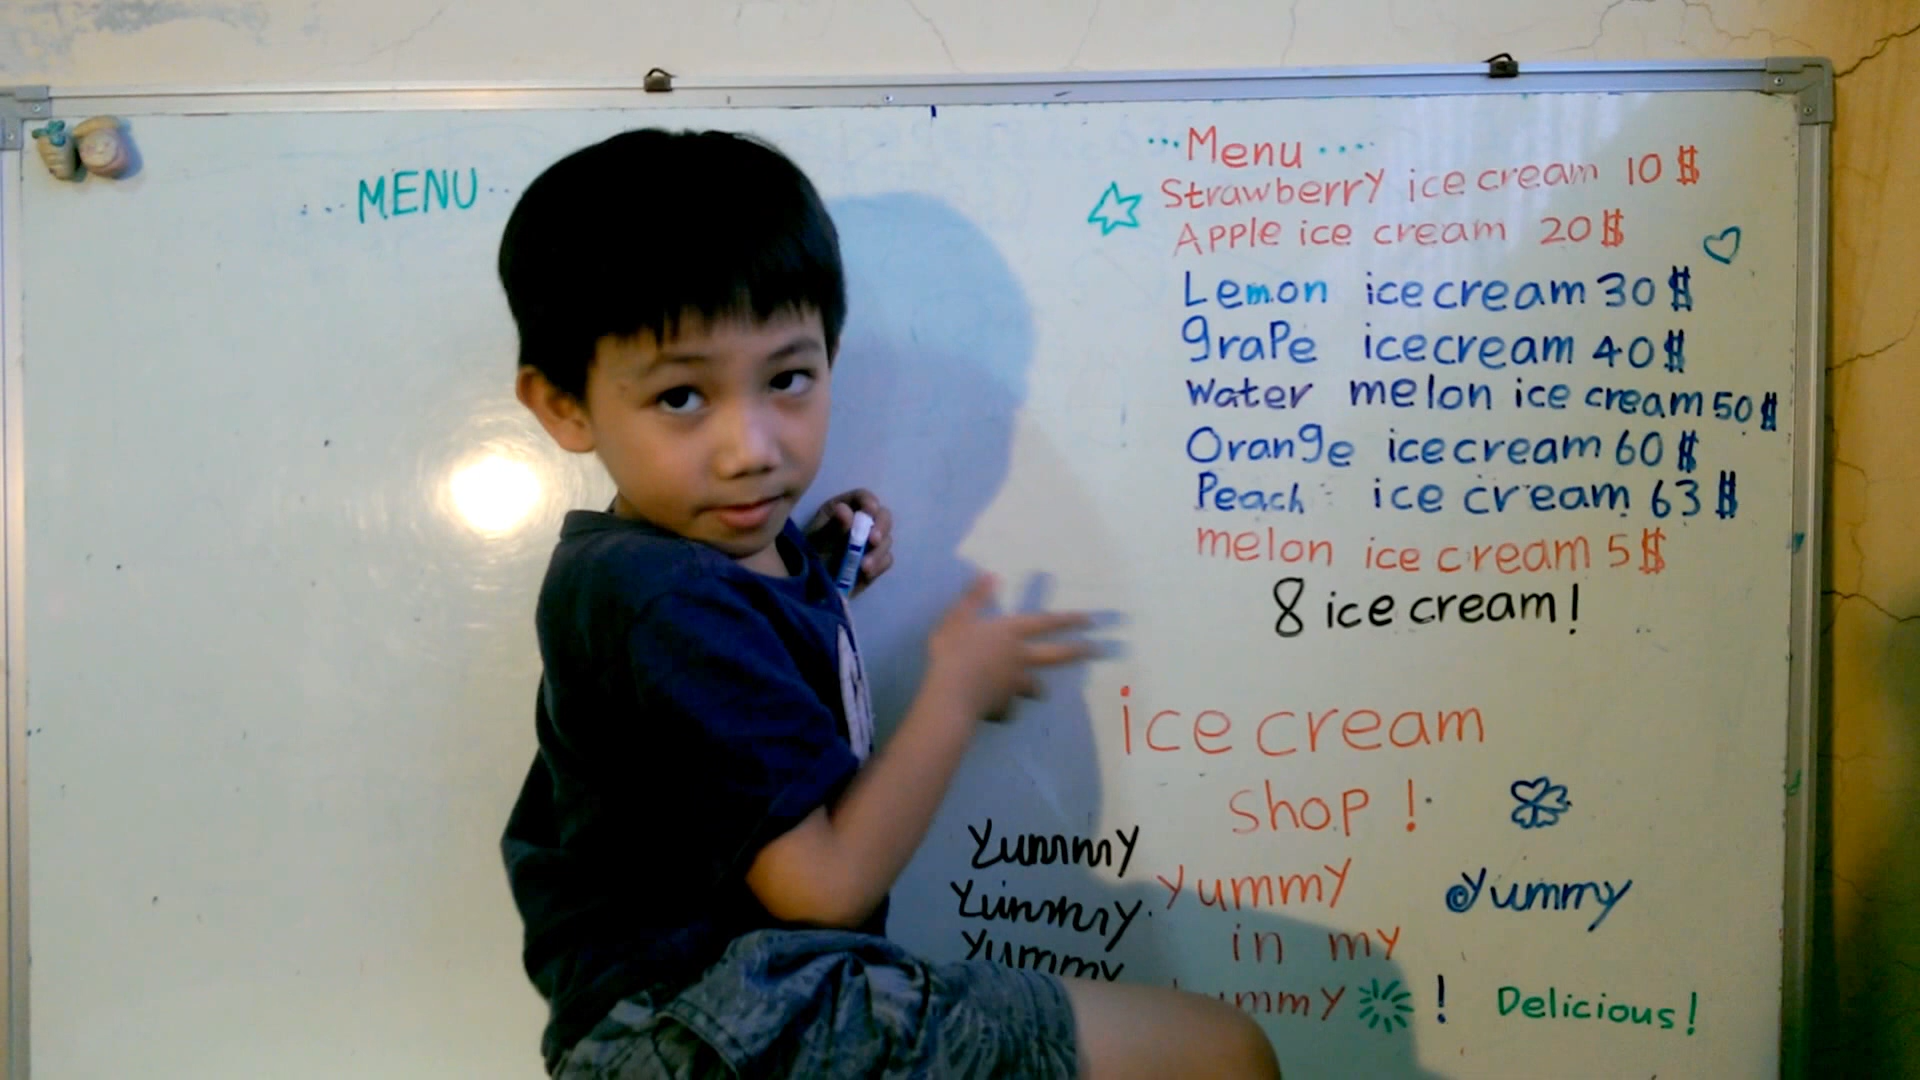 ...MENU...
...Menu....
Strawberry ice cream 10$
Apple ice cream 20$
Lemon ice cream 30$
grape ice cream 40$
water melon ice cream 50$
Orange ice cream 60$
Peach ice cream 63$
melon ice cream 5$
8 ice cream!
ice cream
shop!
Yummy
Yummy
Yummy
Yummy
in my
Yummy
!
Delicious!